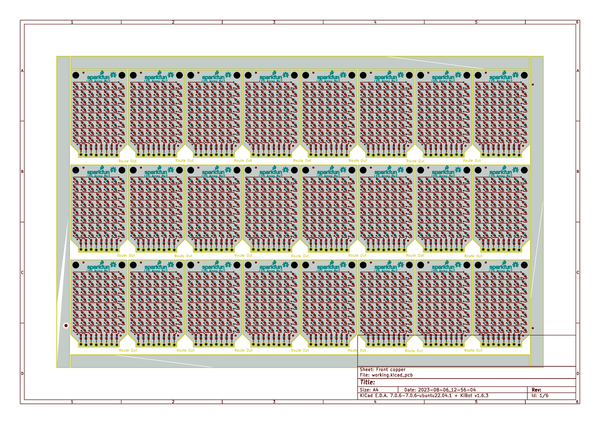 1 2 3 4 5 6
A A
sparkfun sparkfun sparkfun sparkfun sparkfun sparkfun sparkfun sparkfun
Route Out Route Out Route Out Route Out Route Out Route Out Route Out
B B
sparkfun sparkfun sparkfun sparkfun sparkfun sparkfun sparkfun sparkfun
Route Out Route Out Route Out Route Out Route Out Route Out Route Out
C C
sparkfun sparkfun sparkfun sparkfun sparkfun sparkfun sparkfun sparkfun
Route Out Route Out Route Out Route Out Route Out Route Out Route Out
Sheet: Front copper
File: working.kicad_pcb
D D
Title:
Size: A4 Date: 2023-08-06_12-56-04 Rev:
KiCad E.D.A. 7.0.6-7.0.6~ubuntu22.04.1 + KiBot v1.6.3 Id: 1/6
1 2 3 4 5 6